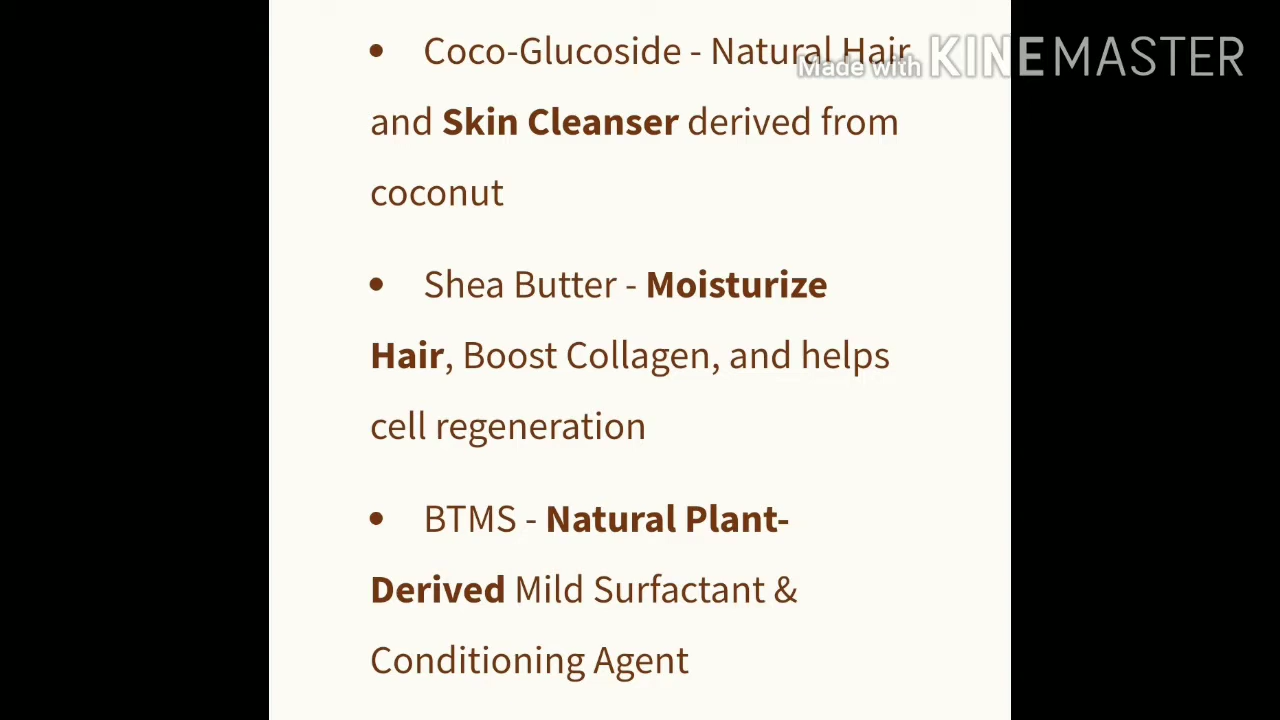 • Coco-Glucoside - Natural Hair
Made with KINEMASTER
and Skin Cleanser derived from
coconut
• Shea Butter - Moisturize
Hair, Boost Collagen, and helps
cell regeneration
• BTMS - Natural Plant-
Derived Mild Surfactant &
Conditioning Agent